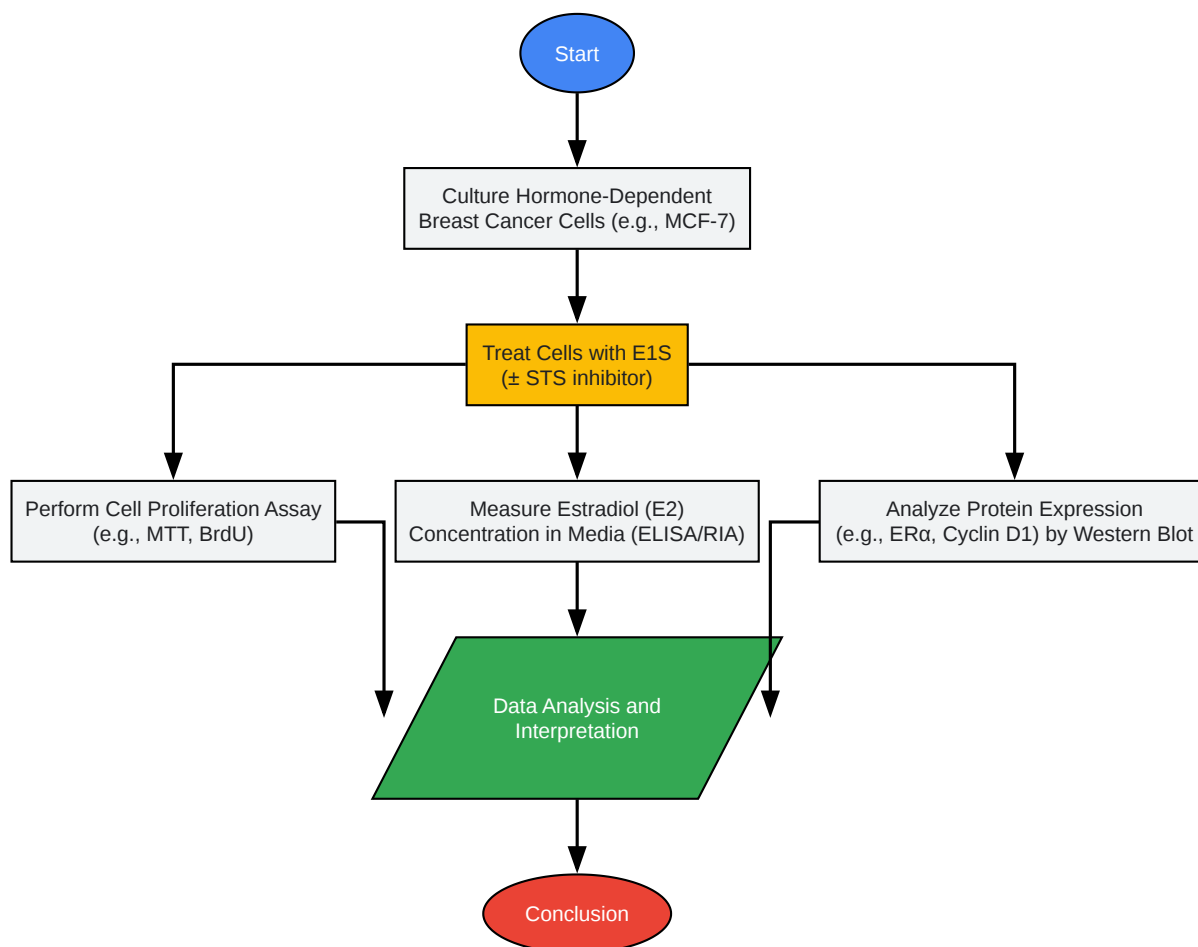 Start
Culture Hormone-Dependent
Breast Cancer Cells (e.g., MCF-7)
Treat Cells with E1S
(± STS inhibitor)
Perform Cell Proliferation Assay
(e.g., MTT, BrdU)
Measure Estradiol (E2)
Concentration in Media (ELISA/RIA)
Analyze Protein Expression
(e.g., ERα, Cyclin D1) by Western Blot
Data Analysis and
Interpretation
Conclusion